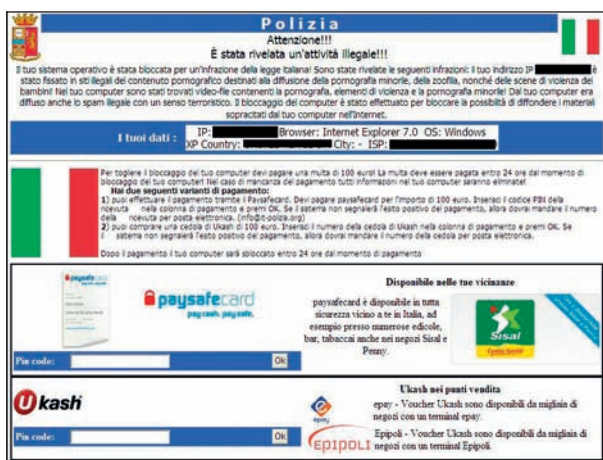 Polizia
Attenzione!!!
È stata rivelata un'attività illegale!!!
Il tuo sistema operativo è stata bloccata per un'infrazione della legge italiana! Sono state rivelate le seguenti infrazioni: il tuo indirizzo IP è
stato fissato in siti illegali del contenuto pornografico destinati alla diffusione della pornografia minorile, della zoofilia, nonché delle scene di violenza dei
bambini! Nel tuo computer sono stati trovati video-file contenenti la pornografia, elementi di violenza e la pornografia minorile! Dal tuo computer era
diffuso anche lo spam illegale con un senso terroristico. Il bloccaggio del computer è stato effettuato per bloccare la possibilità di diffondere i materiali
sopracitati dal tuo computer nell'Internet.
I tuoi dati :
IP: Browser: Internet Explorer 7.0 OS: Windows
XP Country: City: - ISP:
Per togliere il bloccaggio del tuo computer devi pagare una multa di 100 euro! La multa deve essere pagata entro 24 ore dal momento di
bloccaggio del tuo computer! Nel caso di mancanza del pagamento tutti informazioni nel tuo computer saranno eliminate!
Hai due seguenti varianti di pagamento:
1) puoi effettuare il pagamento tramite il Paysafecard. Devi pagare paysafecard per l'importo di 100 euro. Inserisci il codice PIN della
ricevuta nella colonna di pagamento e premi OK. Se il sistema non segnalerà l'esito positivo del pagamento, allora dovrai mandare il numero
della ricevuta per posta elettronica. (info@it-polizia.org)
2) puoi comprare una cedola di Ukash di 100 euro. Inserisci il numero della cedola di Ukash nella colonna di pagamento e premi OK. Se
il sistema non segnalerà l'esito positivo del pagamento, allora dovrai mandare il numero della cedola per posta elettronica.
Dopo il pagamento il tuo computer sarà sbloccato entro 24 ore dal momento di pagamento
paysafecard
paysafecard
pay cash. pay safe.
Pin code:
Ok
Disponibile nelle tue vicinanze
paysafecard è disponibile in tutta
sicurezza vicino a te in Italia, ad
esempio presso numerose edicole,
bar, tabaccai anche nei negozi Sisal e
Penny.
Sisal
Ukash
Pin code:
Ok
epay
EPIPOLI
Ukash nei punti vendita
epay - Voucher Ukash sono disponibili da migliaia di
negozi con un terminal epay.
Epipoli - Voucher Ukash sono disponibili da migliaia di
negozi con un terminal Epipoli.